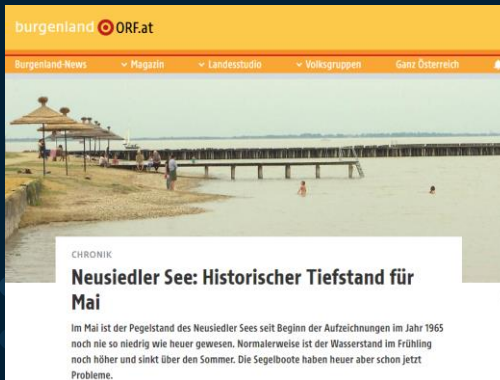 burgenland ORF.at
Burgenland-News Magazin Landesstudio Volksgruppen Ganz Österreich
CHRONIK
Neusiedler See: Historischer Tiefstand für
Mai
Im Mai ist der Pegelstand des Neusiedler Sees seit Beginn der Aufzeichnungen im Jahr 1965
noch nie so niedrig wie heuer gewesen. Normalerweise ist der Wasserstand im Frühling
noch höher und sinkt über den Sommer. Die Segelboote haben heuer aber schon jetzt
Probleme.